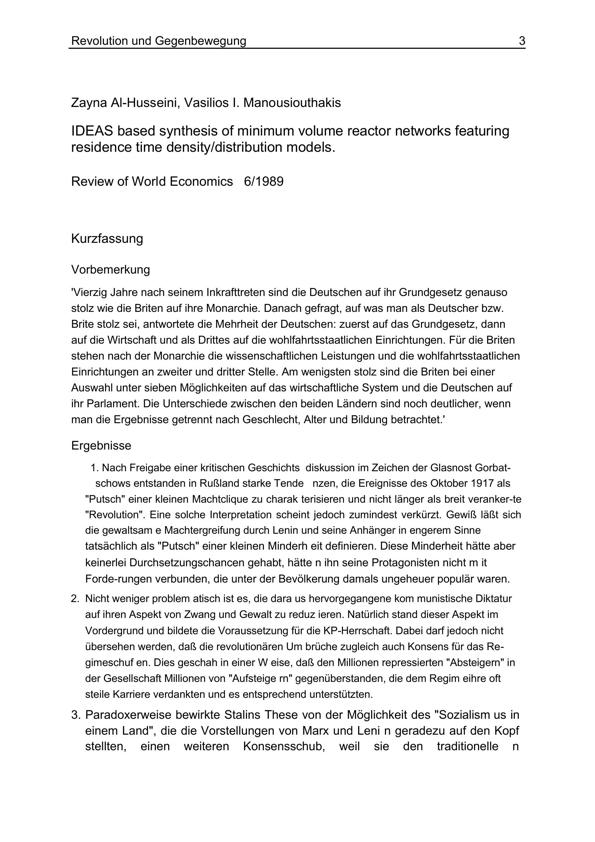 Revolution und Gegenbewegung 3
Zayna Al-Husseini, Vasilios I. Manousiouthakis
IDEAS based synthesis of minimum volume reactor networks featuring
residence time density/distribution models.
Review of World Economics 6/1989
Kurzfassung
Vorbemerkung
'Vierzig Jahre nach seinem Inkrafttreten sind die Deutschen auf ihr Grundgesetz genauso
stolz wie die Briten auf ihre Monarchie. Danach gefragt, auf was man als Deutscher bzw.
Brite stolz sei, antwortete die Mehrheit der Deutschen: zuerst auf das Grundgesetz, dann
auf die Wirtschaft und als Drittes auf die wohlfahrtsstaatlichen Einrichtungen. Für die Briten
stehen nach der Monarchie die wissenschaftlichen Leistungen und die wohlfahrtsstaatlichen
Einrichtungen an zweiter und dritter Stelle. Am wenigsten stolz sind die Briten bei einer
Auswahl unter sieben Möglichkeiten auf das wirtschaftliche System und die Deutschen auf
ihr Parlament. Die Unterschiede zwischen den beiden Ländern sind noch deutlicher, wenn
man die Ergebnisse getrennt nach Geschlecht, Alter und Bildung betrachtet.'
Ergebnisse
1. Nach Freigabe einer kritischen Geschichts diskussion im Zeichen der Glasnost Gorbat-
schows entstanden in Rußland starke Tende nzen, die Ereignisse des Oktober 1917 als
"Putsch" einer kleinen Machtclique zu charak terisieren und nicht länger als breit veranker-te
"Revolution". Eine solche Interpretation scheint jedoch zumindest verkürzt. Gewiß läßt sich
die gewaltsam e Machtergreifung durch Lenin und seine Anhänger in engerem Sinne
tatsächlich als "Putsch" einer kleinen Minderh eit definieren. Diese Minderheit hätte aber
keinerlei Durchsetzungschancen gehabt, hätte n ihn seine Protagonisten nicht m it
Forde-rungen verbunden, die unter der Bevölkerung damals ungeheuer populär waren.
2. Nicht weniger problem atisch ist es, die dara us hervorgegangene kom munistische Diktatur
auf ihren Aspekt von Zwang und Gewalt zu reduz ieren. Natürlich stand dieser Aspekt im
Vordergrund und bildete die Voraussetzung für die KP-Herrschaft. Dabei darf jedoch nicht
übersehen werden, daß die revolutionären Um brüche zugleich auch Konsens für das Re-
gimeschuf en. Dies geschah in einer W eise, daß den Millionen repressierten "Absteigern" in
der Gesellschaft Millionen von "Aufsteige rn" gegenüberstanden, die dem Regim eihre oft
steile Karriere verdankten und es entsprechend unterstützten.
3. Paradoxerweise bewirkte Stalins These von der Möglichkeit des "Sozialism us in
einem Land", die die Vorstellungen von Marx und Leni n geradezu auf den Kopf
stellten, einen weiteren Konsensschub, weil sie den traditionelle n